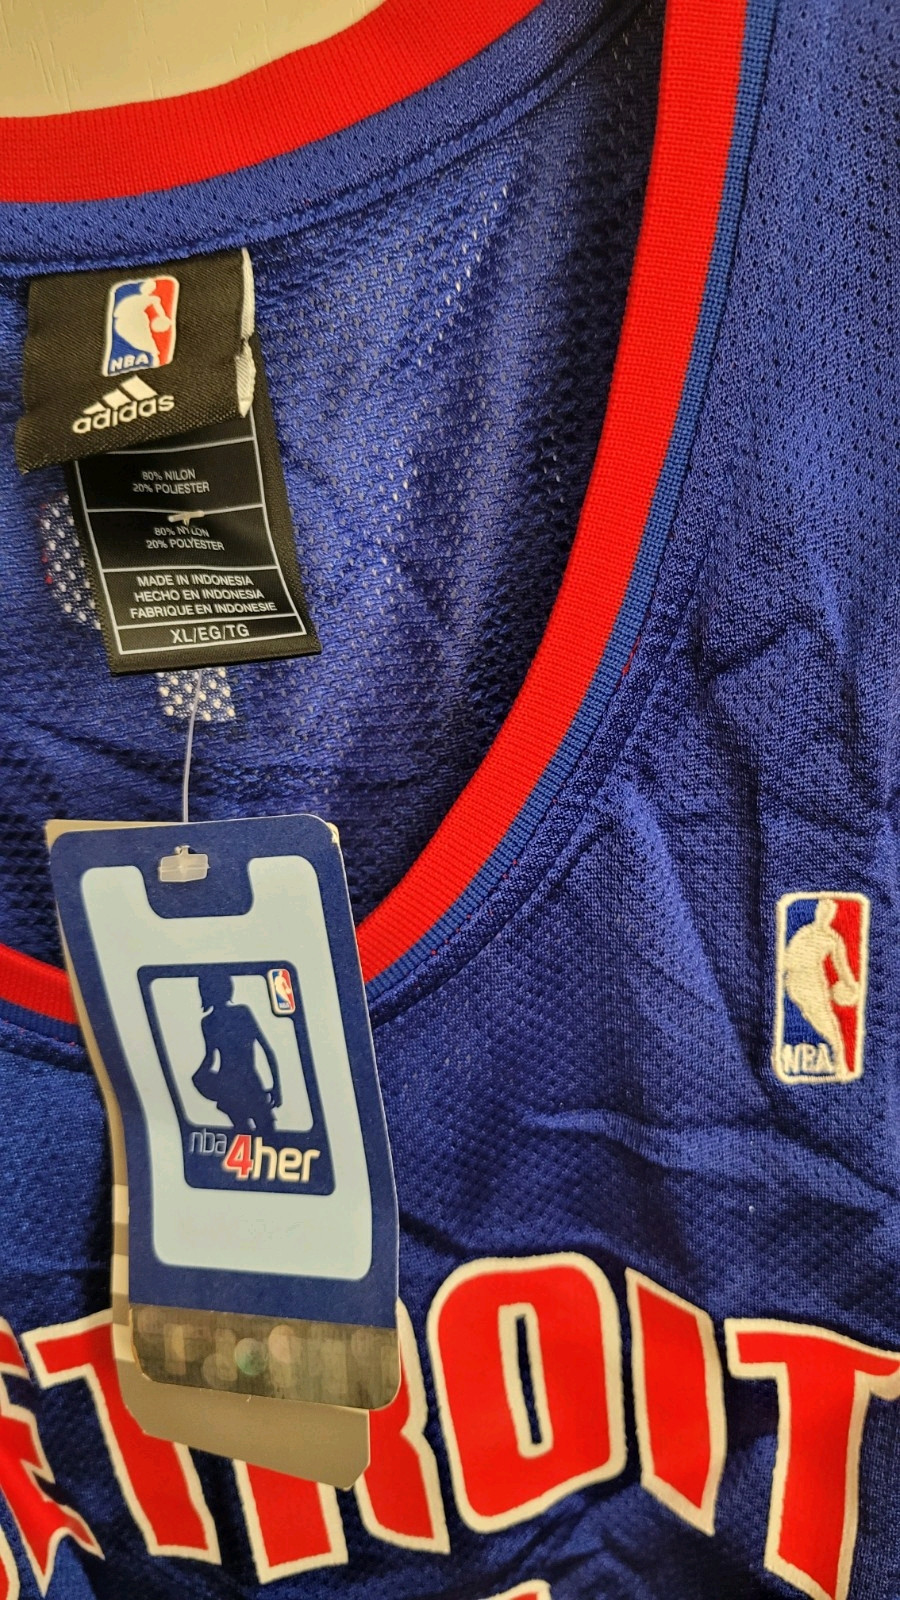 NBA
adidas
80% NILON
20% POLIESTER
80% NYLON
20% POLYESTER
MADE IN INDONESIA
HECHO EN INDONESIA
FABRIQUE EN INDONESIE
XL/EG/TG
NBA
nba4her
ETROIT